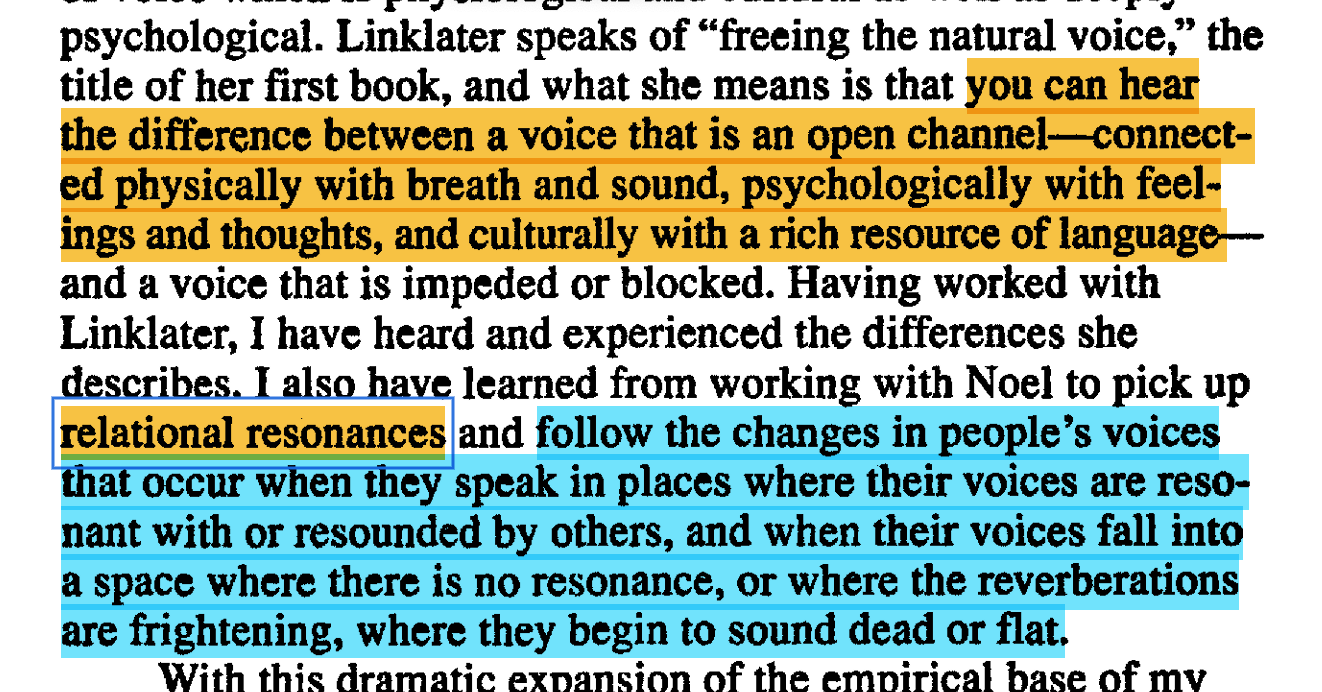 psychological. Linklater speaks of “freeing the natural voice,” the
title of her first book, and what she means is that you can hear
the difference between a voice that is an open channel—connect-
ed physically with breath and sound, psychologically with feel-
ings and thoughts, and culturally with a rich resource of language—
and a voice that is impeded or blocked. Having worked with
Linklater, I have heard and experienced the differences she
describes. I also have learned from working with Noel to pick up
relational resonances and follow the changes in people’s voices
that occur when they speak in places where their voices are reso-
nant with or resounded by others, and when their voices fall into
a space where there is no resonance, or where the reverberations
are frightening, where they begin to sound dead or flat.
With this dramatic expansion of the empirical base of my